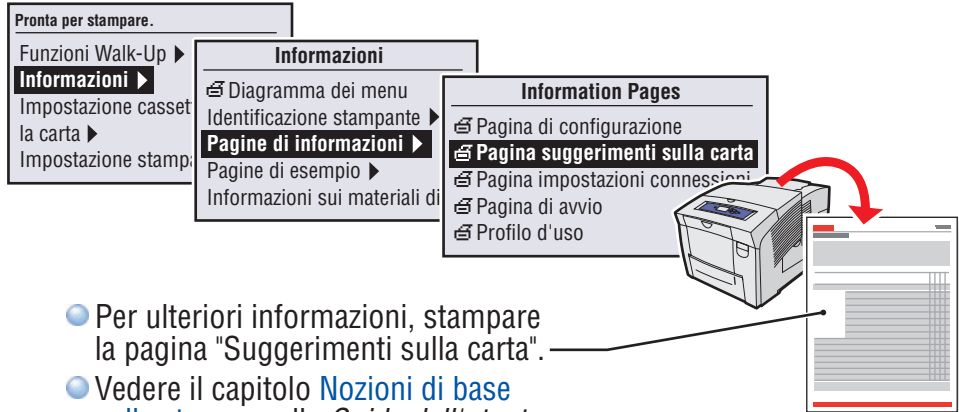 Pronta per stampare.
Funzioni Walk-Up ▶
Informazioni ▶
Impostazione casset
la carta ▶
Impostazione stampa
Informazioni
Diagramma dei menu
Identificazione stampante ▶
Pagine di informazioni ▶
Pagine di esempio ▶
Informazioni sui materiali di
Information Pages
Pagina di configurazione
Pagina suggerimenti sulla carta
Pagina impostazioni connessioni
Pagina di avvio
Profilo d'uso
Per ulteriori informazioni, stampare
la pagina "Suggerimenti sulla carta".
Vedere il capitolo Nozioni di base